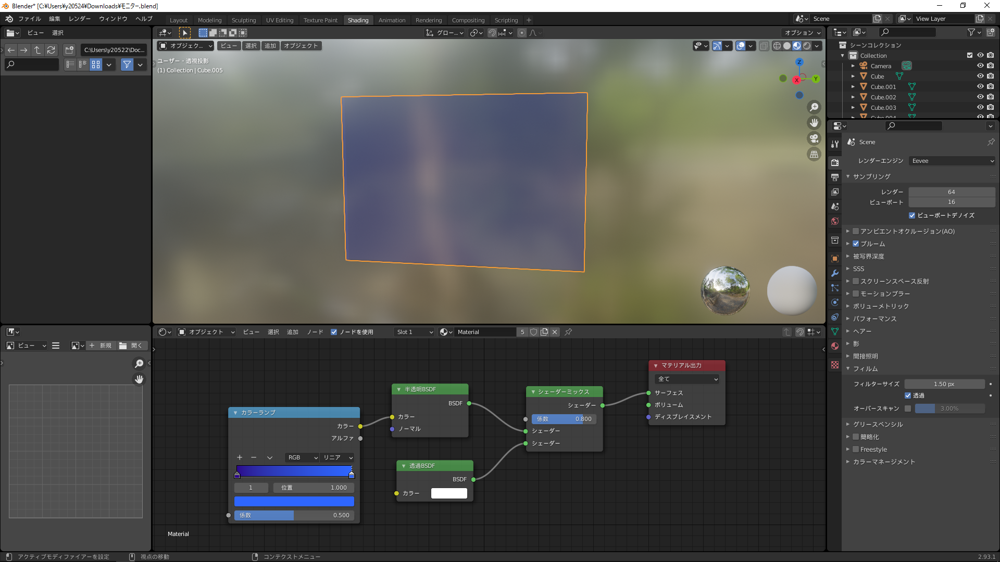 Blender* [C:¥Users¥y20524¥Downloads¥モニター.blend]
ファイル 編集 レンダー ウィンドウ ヘルプ
Layout Modeling Sculpting UV Editing Texture Paint Shading Animation Rendering Compositing Scripting
Scene View Layer
ビュー 選択
C:\Users\y20522\Doc...
グロー... オプション
オブジェク... ビュー 選択 追加 オブジェクト
ユーザー・透視投影
(1) Collection | Cube.005
Z
X Y
シーンコレクション
Collection
Camera
Cube
Cube.001
Cube.002
Cube.003
Cube.004
Scene
レンダーエンジン Eevee
サンプリング
レンダー 64
ビューポート 16
ビューポートデノイズ
アンビエントオクルージョン(AO)
ブルーム
被写界深度
SSS
スクリーンスペース反射
モーションブラー
ボリューメトリック
パフォーマンス
ヘアー
影
間接照明
フィルム
フィルターサイズ 1.50 px
透過
オーバースキャン 3.00%
グリースペンシル
簡略化
Freestyle
カラーマネージメント
ビュー 新規 開く
オブジェクト ビュー 選択 追加 ノード ノードを使用 Slot 1 Material 5
カラーランプ
カラー
アルファ
RGB リニア
1 位置 1.000
係数 0.500
半透明BSDF
BSDF
カラー
ノーマル
透過BSDF
BSDF
カラー
シェーダーミックス
シェーダー
係数 0.800
シェーダー
シェーダー
マテリアル出力
全て
サーフェス
ボリューム
ディスプレイスメント
Material
アクティブモディファイアーを設定 視点の移動 コンテクストメニュー 2.93.1